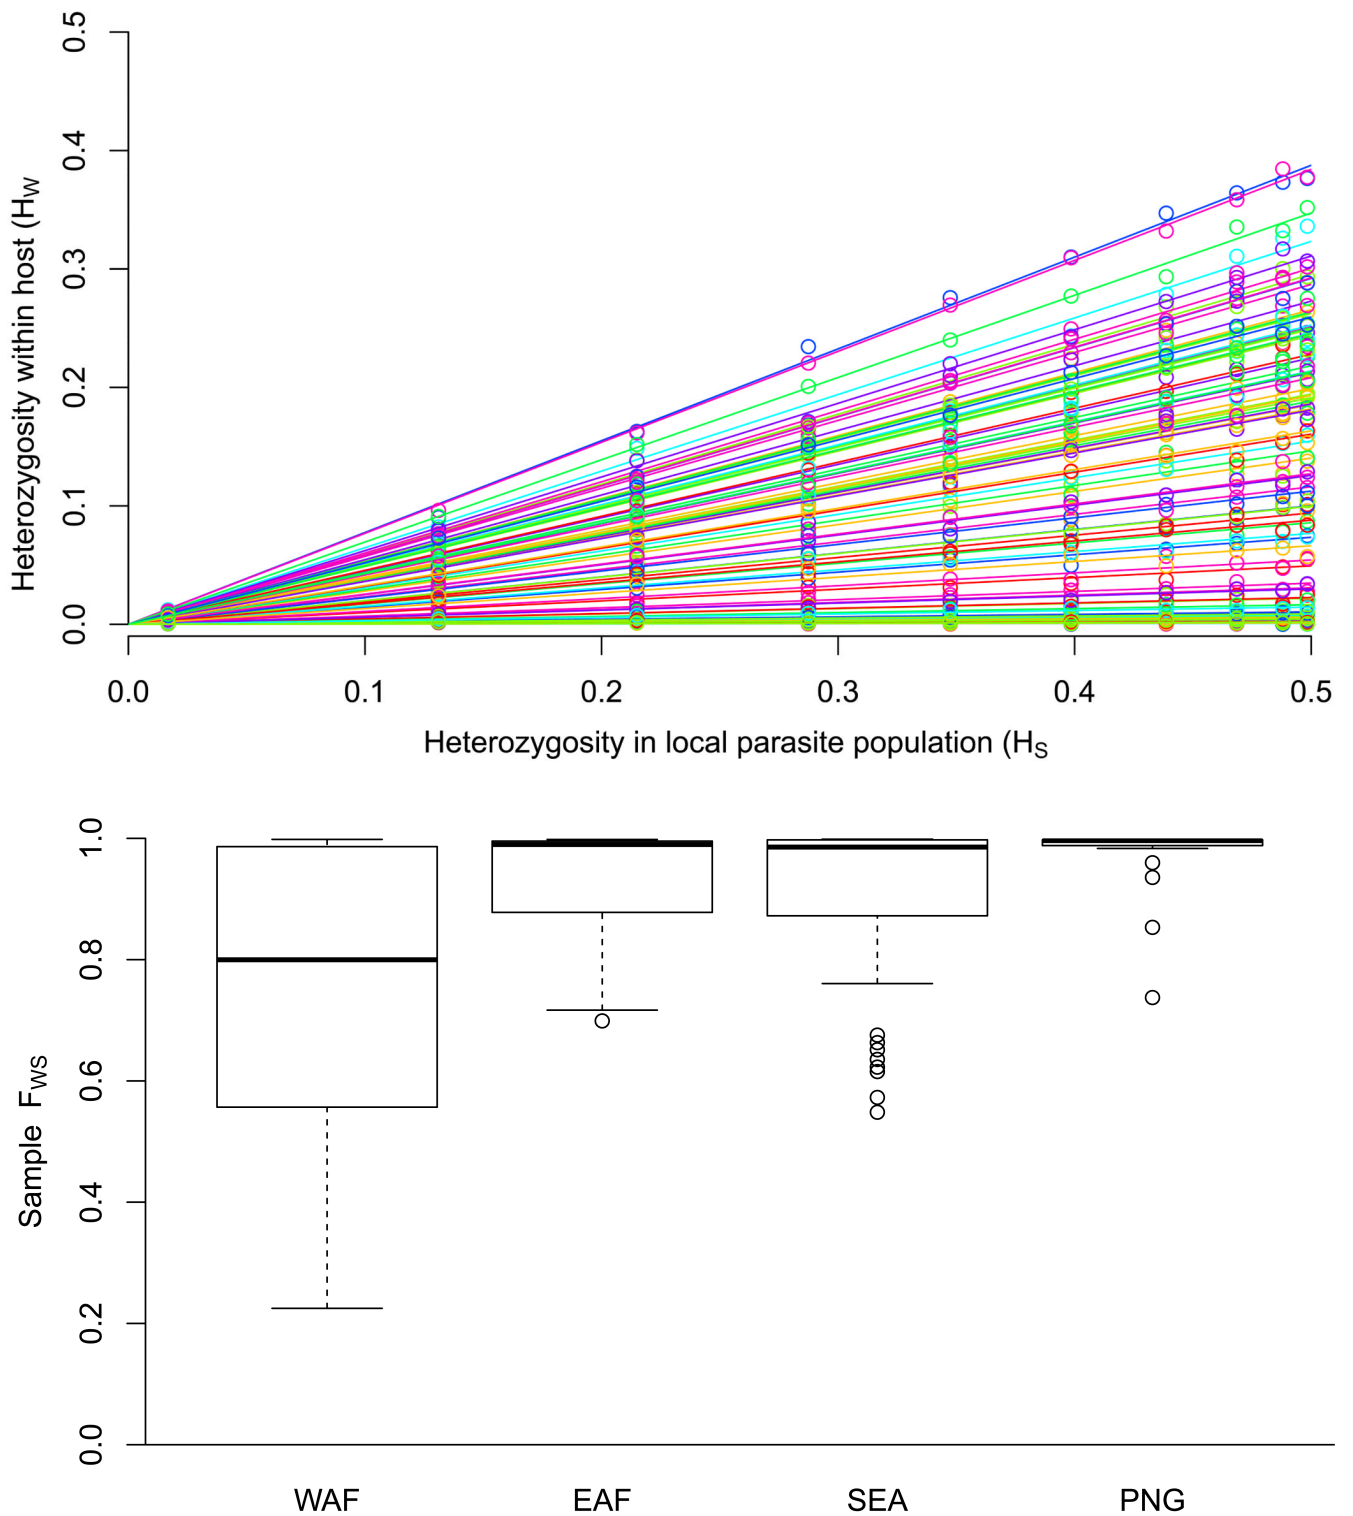 0.5
0.4
0.3
0.2
0.1
0.0
Heterozygosity within host (HW
0.0 0.1 0.2 0.3 0.4 0.5
Heterozygosity in local parasite population (HS
1.0
0.8
0.6
0.4
0.2
0.0
Sample FWS
WAF EAF SEA PNG